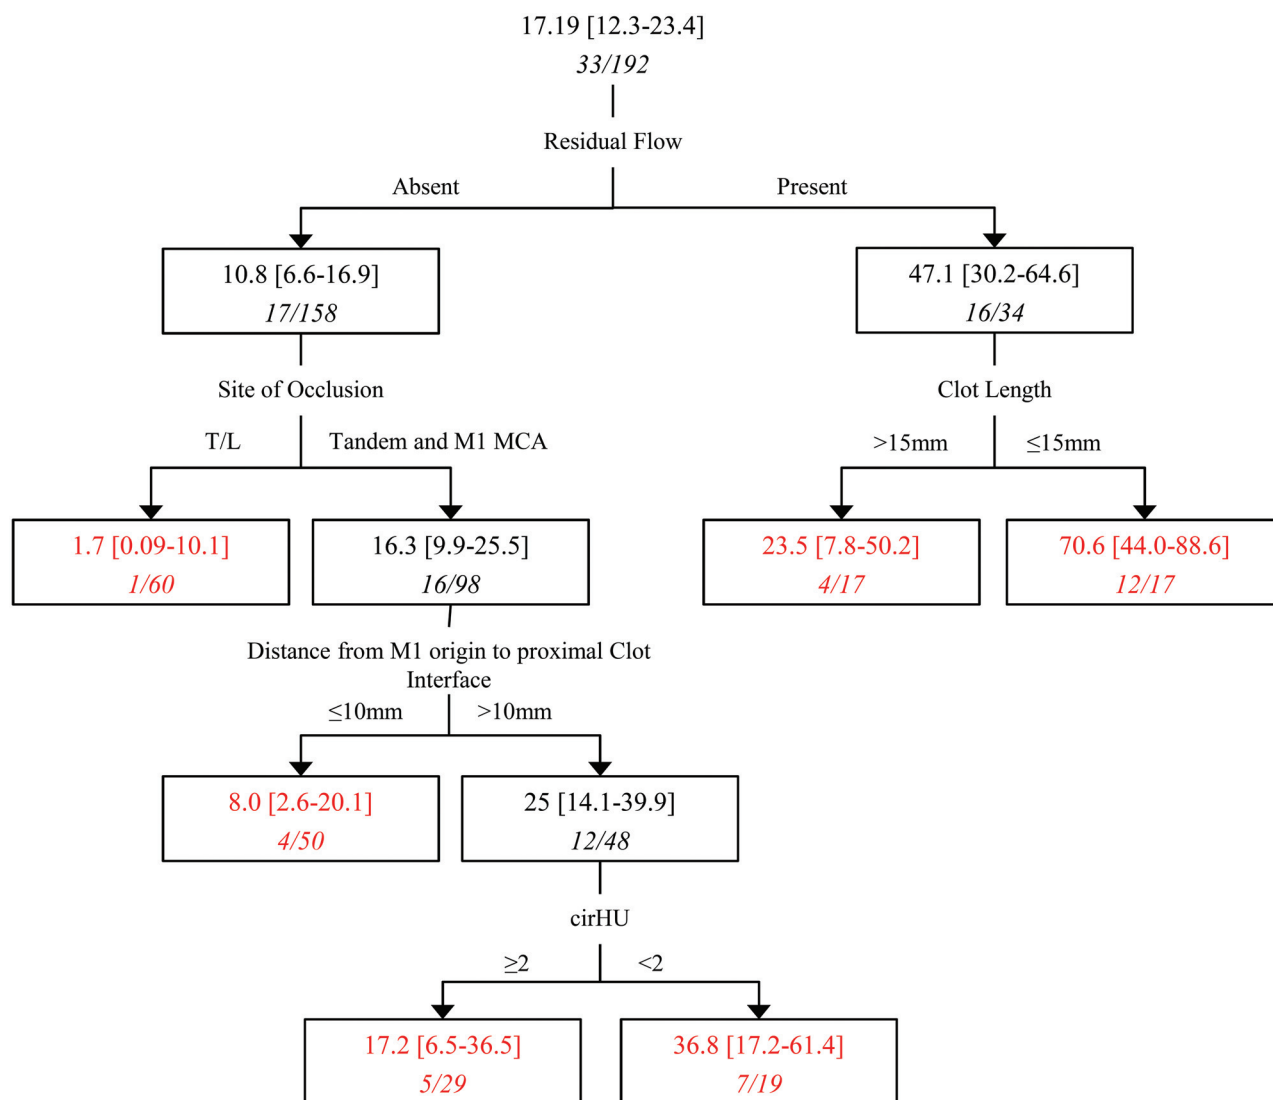 17.19 [12.3-23.4]
33/192
Residual Flow
Absent
Present
10.8 [6.6-16.9]
17/158
47.1 [30.2-64.6]
16/34
Site of Occlusion
Clot Length
T/L
Tandem and M1 MCA
>15mm
≤15mm
1.7 [0.09-10.1]
1/60
16.3 [9.9-25.5]
16/98
23.5 [7.8-50.2]
4/17
70.6 [44.0-88.6]
12/17
Distance from M1 origin to proximal Clot
Interface
≤10mm
>10mm
8.0 [2.6-20.1]
4/50
25 [14.1-39.9]
12/48
cirHU
≥2
<2
17.2 [6.5-36.5]
5/29
36.8 [17.2-61.4]
7/19